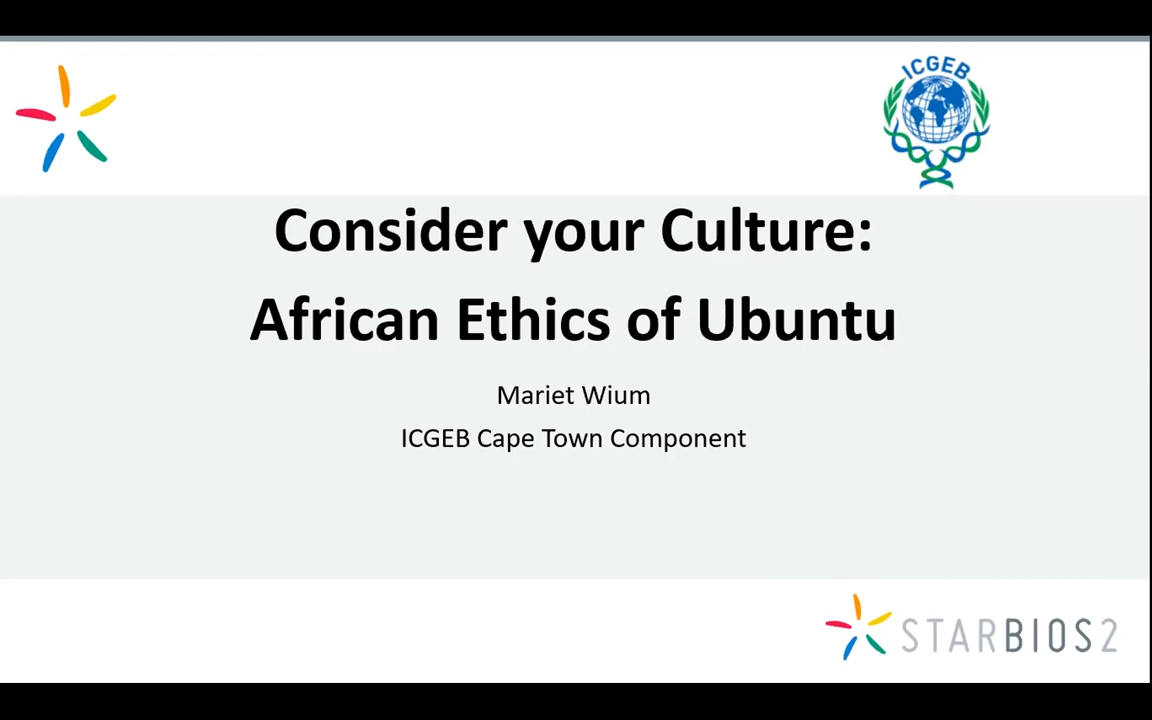 ICGEB
Consider your Culture:
African Ethics of Ubuntu
Mariet Wium
ICGEB Cape Town Component
STARBIOS2